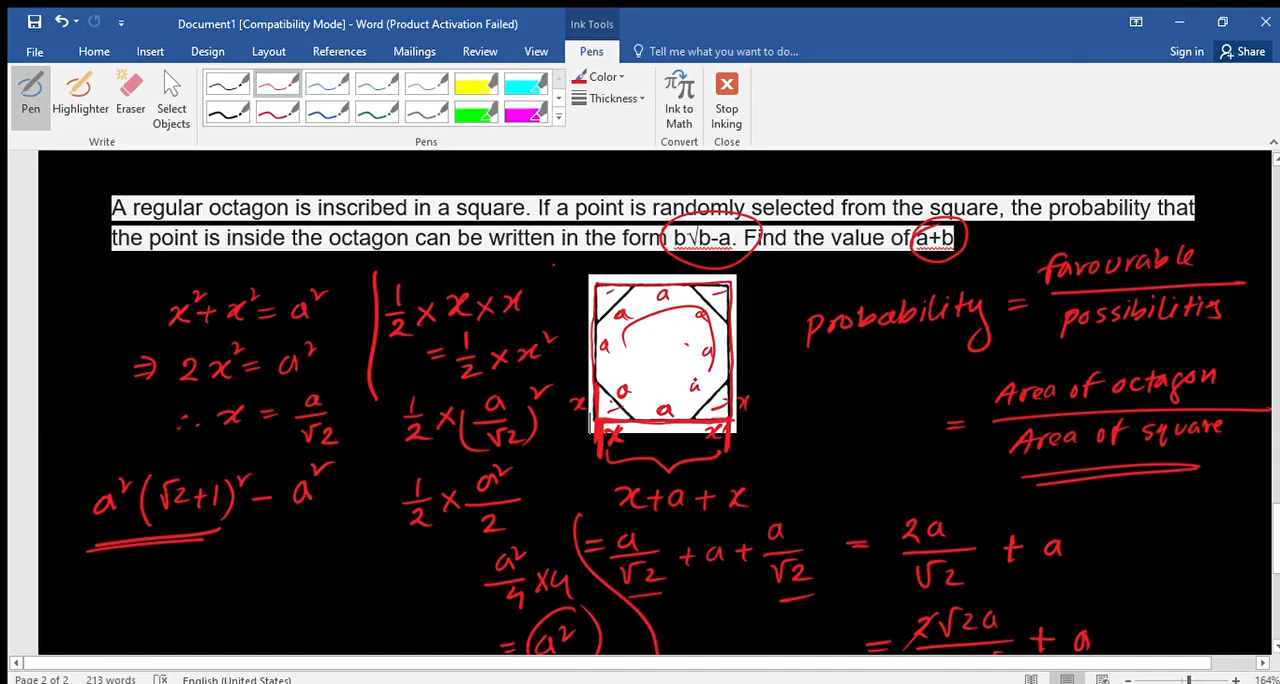 Document1 [Compatibility Mode] - Word (Product Activation Failed)
Ink Tools
File Home Insert Design Layout References Mailings Review View Pens Tell me what you want to do... Sign in Share
Pen Highlighter Eraser Select Objects
Color
Thickness
Ink to Math
Stop Inking
Write Pens Convert Close
A regular octagon is inscribed in a square. If a point is randomly selected from the square, the probability that
the point is inside the octagon can be written in the form b√b-a. Find the value of a+b
x² + x² = a²
⇒ 2x² = a²
∴ x = a/√2
a²(√2+1)² - a²
1/2 × x × x
= 1/2 × x²
1/2 × (a/√2)²
1/2 × a²/2
a²/4 × 4
= a²
a
a a
a a
a a
a
x x
x x
x + a + x
= a/√2 + a + a/√2 = 2a/√2 + a
= 2√2a + a
probability = favourable/possibilities
= Area of octagon/Area of square
Page 2 of 2 213 words English (United States) 164%